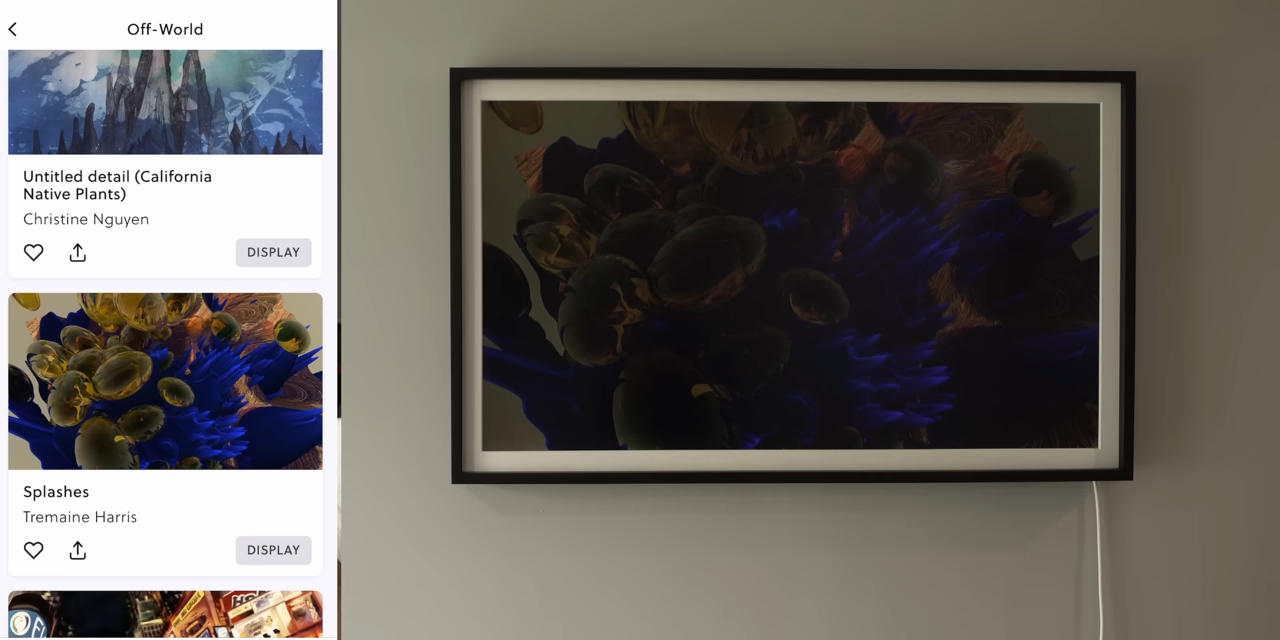 Off-World
Untitled detail (California
Native Plants)
Christine Nguyen
DISPLAY
Splashes
Tremaine Harris
DISPLAY